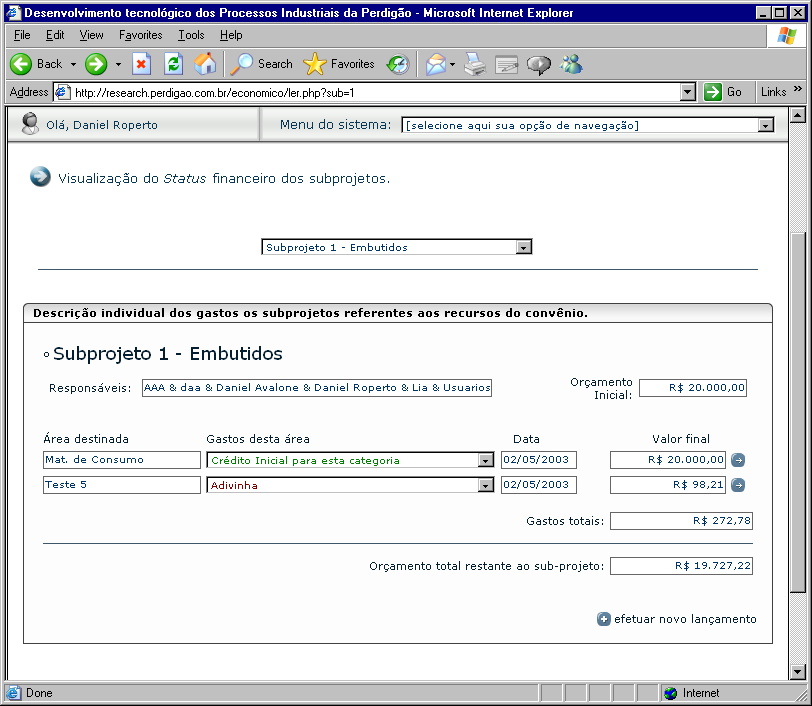 Desenvolvimento tecnológico dos Processos Industriais da Perdigão - Microsoft Internet Explorer
File Edit View Favorites Tools Help
Back Search Favorites
Address http://research.perdigao.com.br/economico/ler.php?sub=1 Go Links »
Olá, Daniel Roperto Menu do sistema: [selecione aqui sua opção de navegação]
Visualização do Status financeiro dos subprojetos.
Subprojeto 1 - Embutidos
Descrição individual dos gastos os subprojetos referentes aos recursos do convênio.
Subprojeto 1 - Embutidos
Responsáveis: AAA & daa & Daniel Avalone & Daniel Roperto & Lia & Usuarios Orçamento Inicial: R$ 20.000,00
Área destinada Gastos desta área Data Valor final
Mat. de Consumo Crédito Inicial para esta categoria 02/05/2003 R$ 20.000,00
Teste 5 Adivinha 02/05/2003 R$ 98,21
Gastos totais: R$ 272,78
Orçamento total restante ao sub-projeto: R$ 19.727,22
efetuar novo lançamento
Done Internet